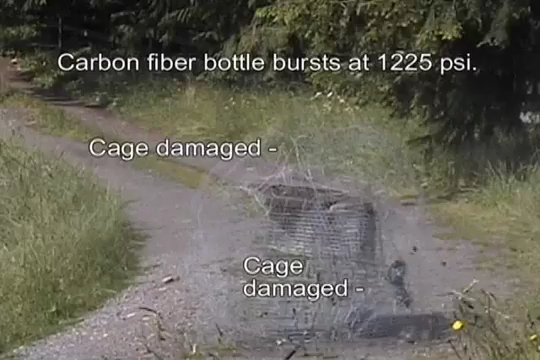 Carbon fiber bottle bursts at 1225 psi.
Cage damaged -
Cage
damaged -